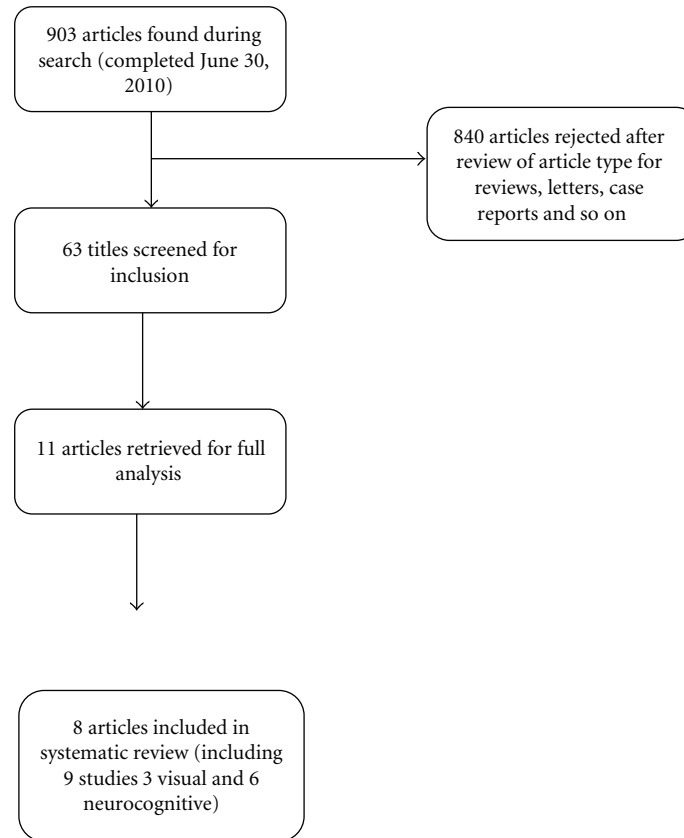 903 articles found during
search (completed June 30,
2010)
840 articles rejected after
review of article type for
reviews, letters, case
reports and so on
63 titles screened for
inclusion
11 articles retrieved for full
analysis
8 articles included in
systematic review (including
9 studies 3 visual and 6
neurocognitive)